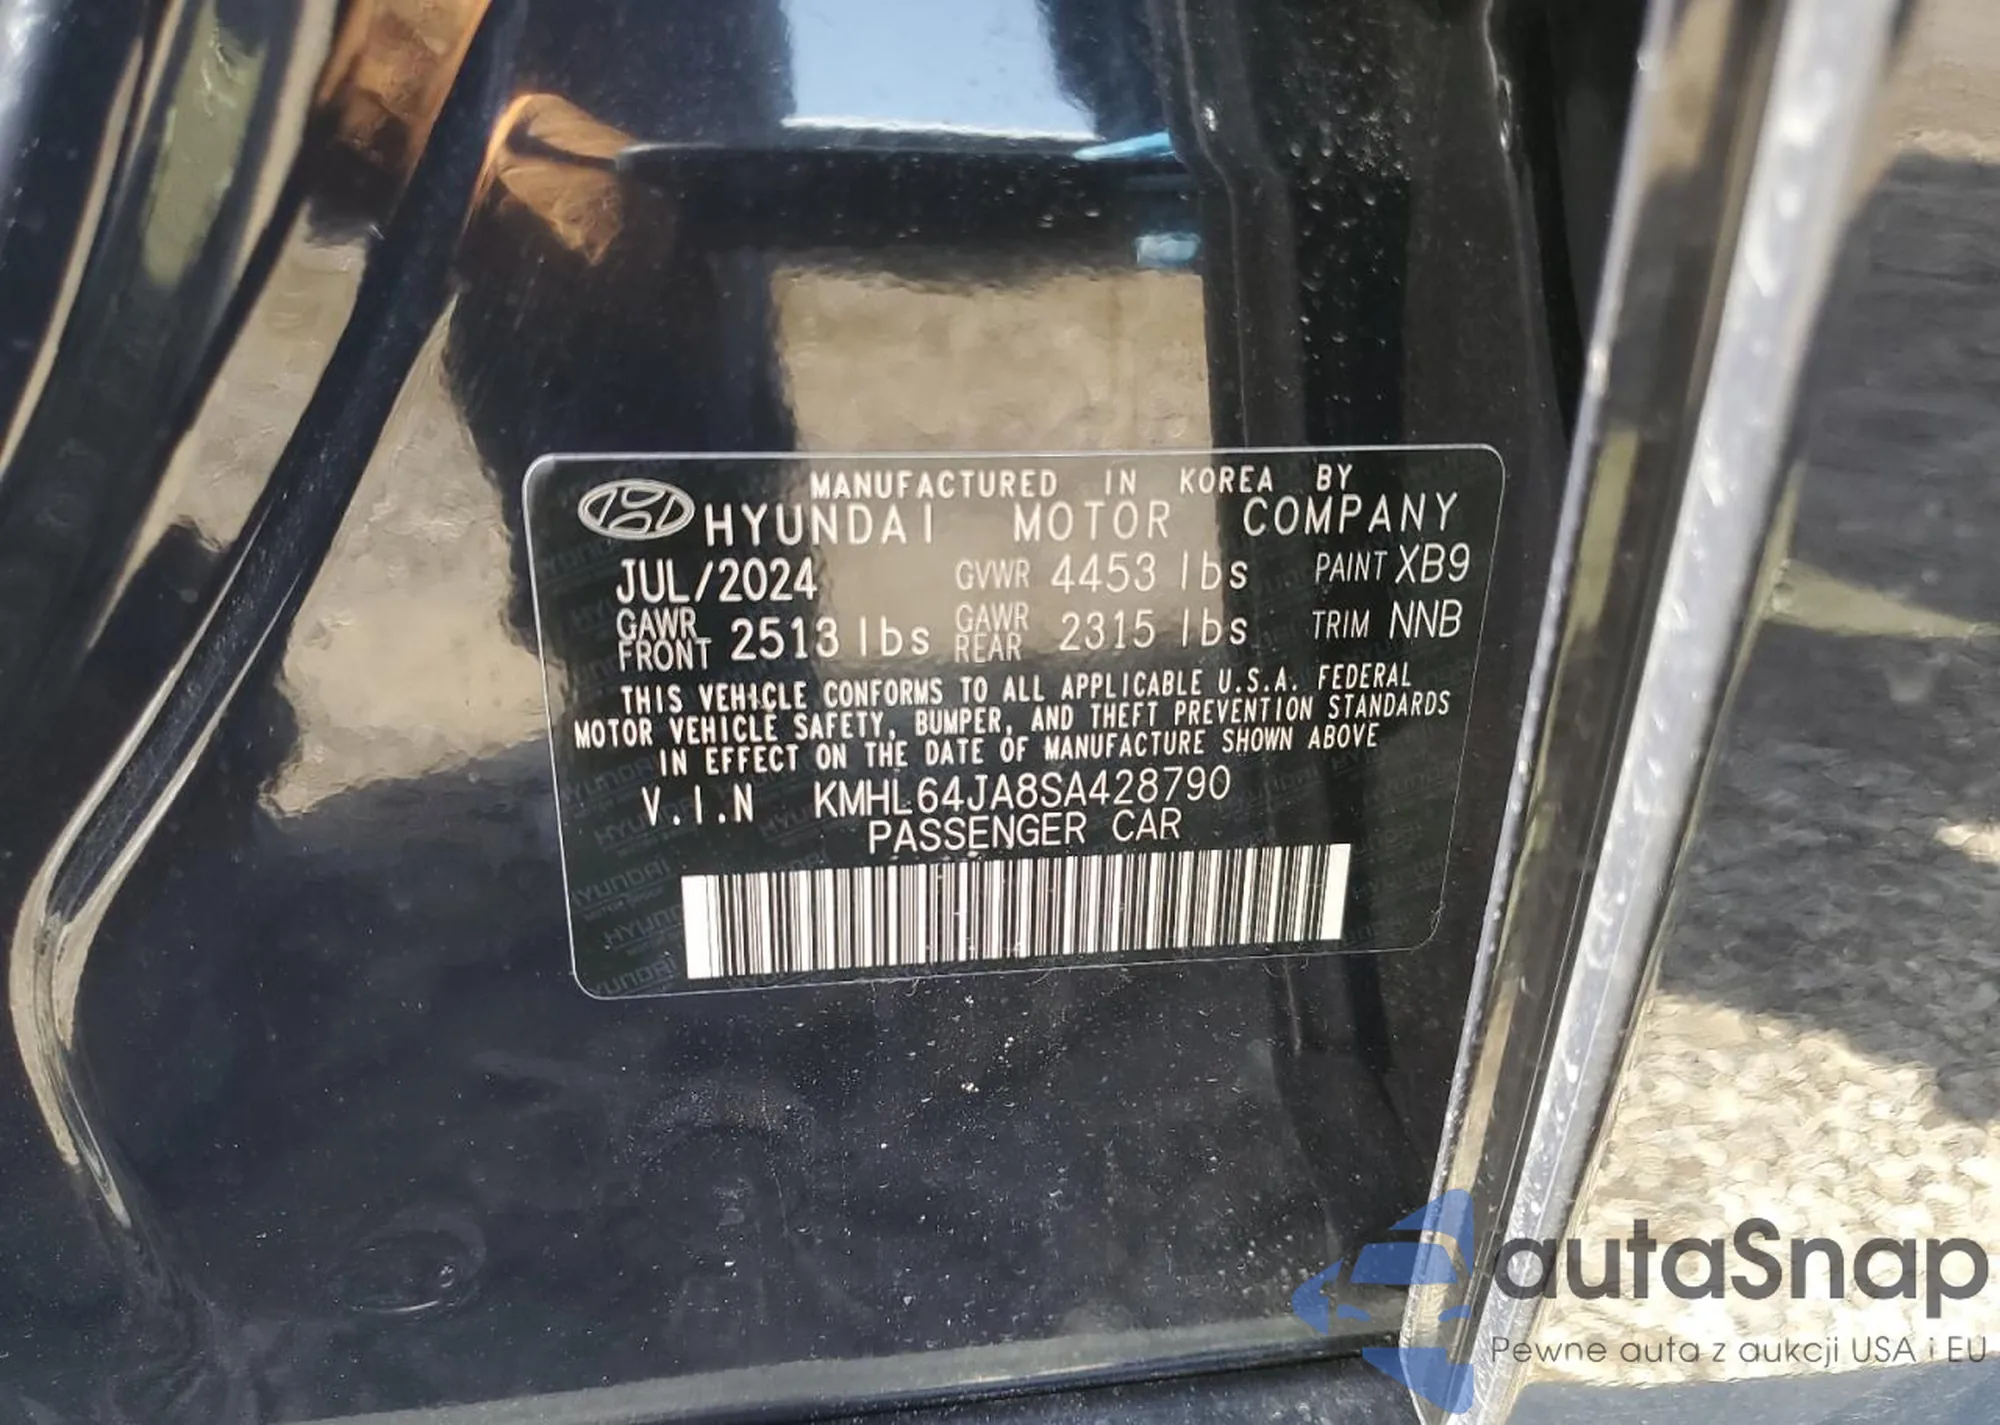 MANUFACTURED IN KOREA BY
HYUNDAI MOTOR COMPANY
JUL/2024 GVWR 4453 lbs PAINT XB9
GAWR FRONT 2513 lbs GAWR REAR 2315 lbs TRIM NNB
THIS VEHICLE CONFORMS TO ALL APPLICABLE U.S.A. FEDERAL
MOTOR VEHICLE SAFETY, BUMPER, AND THEFT PREVENTION STANDARDS
IN EFFECT ON THE DATE OF MANUFACTURE SHOWN ABOVE
V.I.N KMHL64JA8SA428790
PASSENGER CAR
autaSnap
Pewne auta z aukcji USA i EU